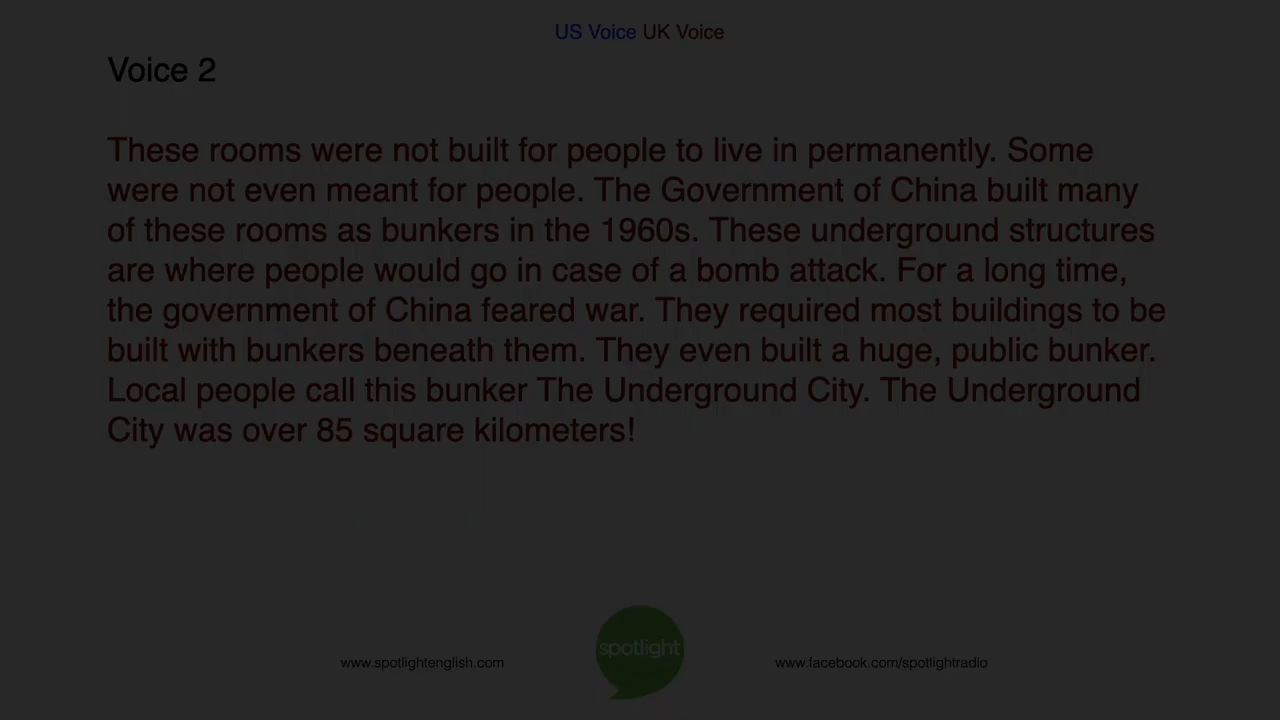 US Voice UK Voice
Voice 2
These rooms were not built for people to live in permanently. Some
were not even meant for people. The Government of China built many
of these rooms as bunkers in the 1960s. These underground structures
are where people would go in case of a bomb attack. For a long time,
the government of China feared war. They required most buildings to be
built with bunkers beneath them. They even built a huge, public bunker.
Local people call this bunker The Underground City. The Underground
City was over 85 square kilometers!
spotlight
www.spotlightenglish.com www.facebook.com/spotlightradio